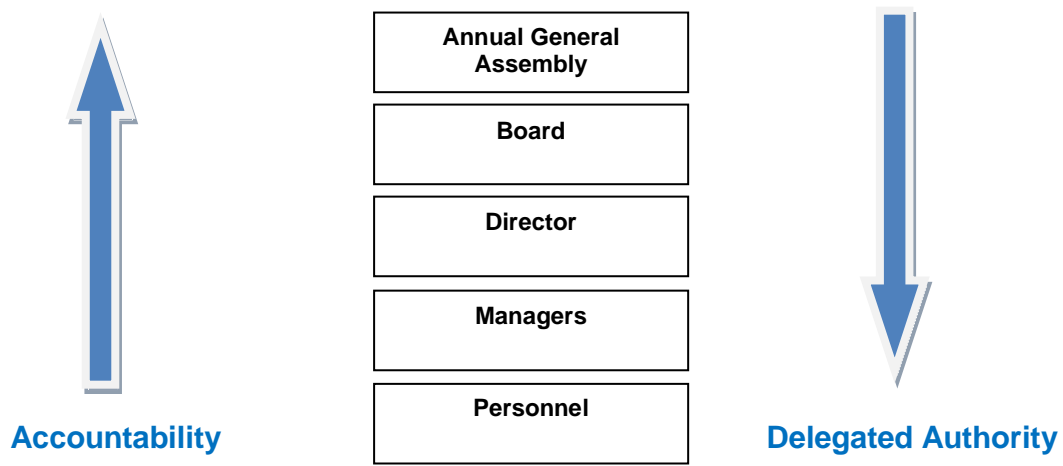 Annual General
Assembly
Board
Director
Managers
Personnel
Accountability
Delegated Authority